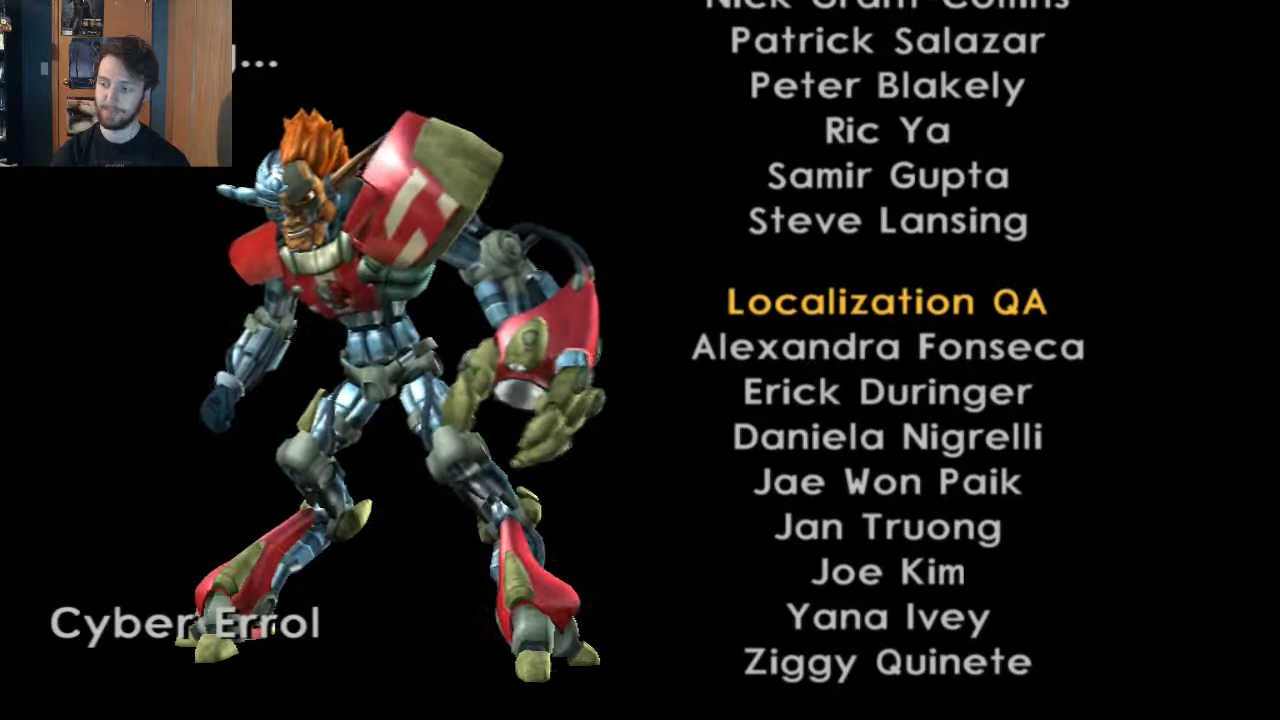 Patrick Salazar
Peter Blakely
Ric Ya
Samir Gupta
Steve Lansing
Localization QA
Alexandra Fonseca
Erick Duringer
Daniela Nigrelli
Jae Won Paik
Jan Truong
Joe Kim
Yana Ivey
Ziggy Quinete
Cyber Errol